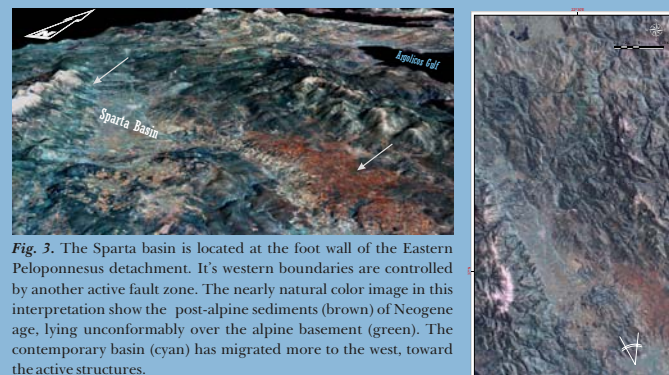 Argolicos Gulf
Sparta Basin
Fig. 3. The Sparta basin is located at the foot wall of the Eastern
Peloponnesus detachment. It's western boundaries are controlled
by another active fault zone. The nearly natural color image in this
interpretation show the post-alpine sediments (brown) of Neogene
age, lying unconformably over the alpine basement (green). The
contemporary basin (cyan) has migrated more to the west, toward
the active structures.